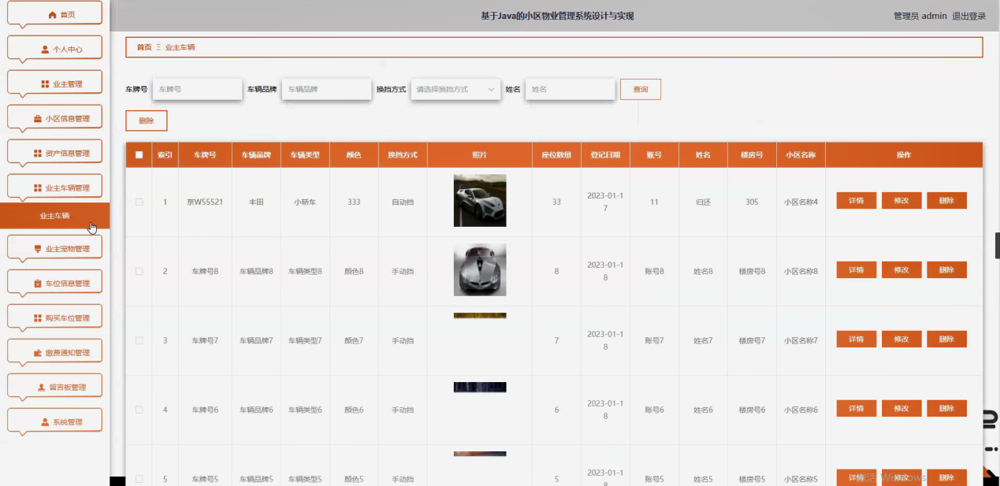 首页
个人中心
业主管理
小区信息管理
资产信息管理
业主车辆管理
业主车辆
业主宠物管理
车位信息管理
购买车位管理
缴费通知管理
留言板管理
系统管理
基于Java的小区物业管理系统设计与实现 管理员 admin 退出登录
首页 Ξ 业主车辆
车牌号 车牌号 车辆品牌 车辆品牌 换挡方式 请选择换挡方式 姓名 姓名 查询
删除
索引 车牌号 车辆品牌 车辆类型 颜色 换挡方式 照片 座位数量 登记日期 账号 姓名 楼房号 小区名称 操作
1 京W55521 丰田 小轿车 333 自动挡 33 2023-01-17 11 归还 305 小区名称4 详情 修改 删除
2 车牌号8 车辆品牌8 车辆类型8 颜色8 手动挡 8 2023-01-18 账号8 姓名8 楼房号8 小区名称8 详情 修改 删除
3 车牌号7 车辆品牌7 车辆类型7 颜色7 手动挡 7 2023-01-18 账号7 姓名7 楼房号7 小区名称7 详情 修改 删除
4 车牌号6 车辆品牌6 车辆类型6 颜色6 手动挡 6 2023-01-18 账号6 姓名6 楼房号6 小区名称6 详情 修改 删除
5 车牌号5 车辆品牌5 车辆类型5 颜色5 手动挡 5 2023-01-18 账号5 姓名5 楼房号5 小区名称5 详情 修改 删除
激活 Windows